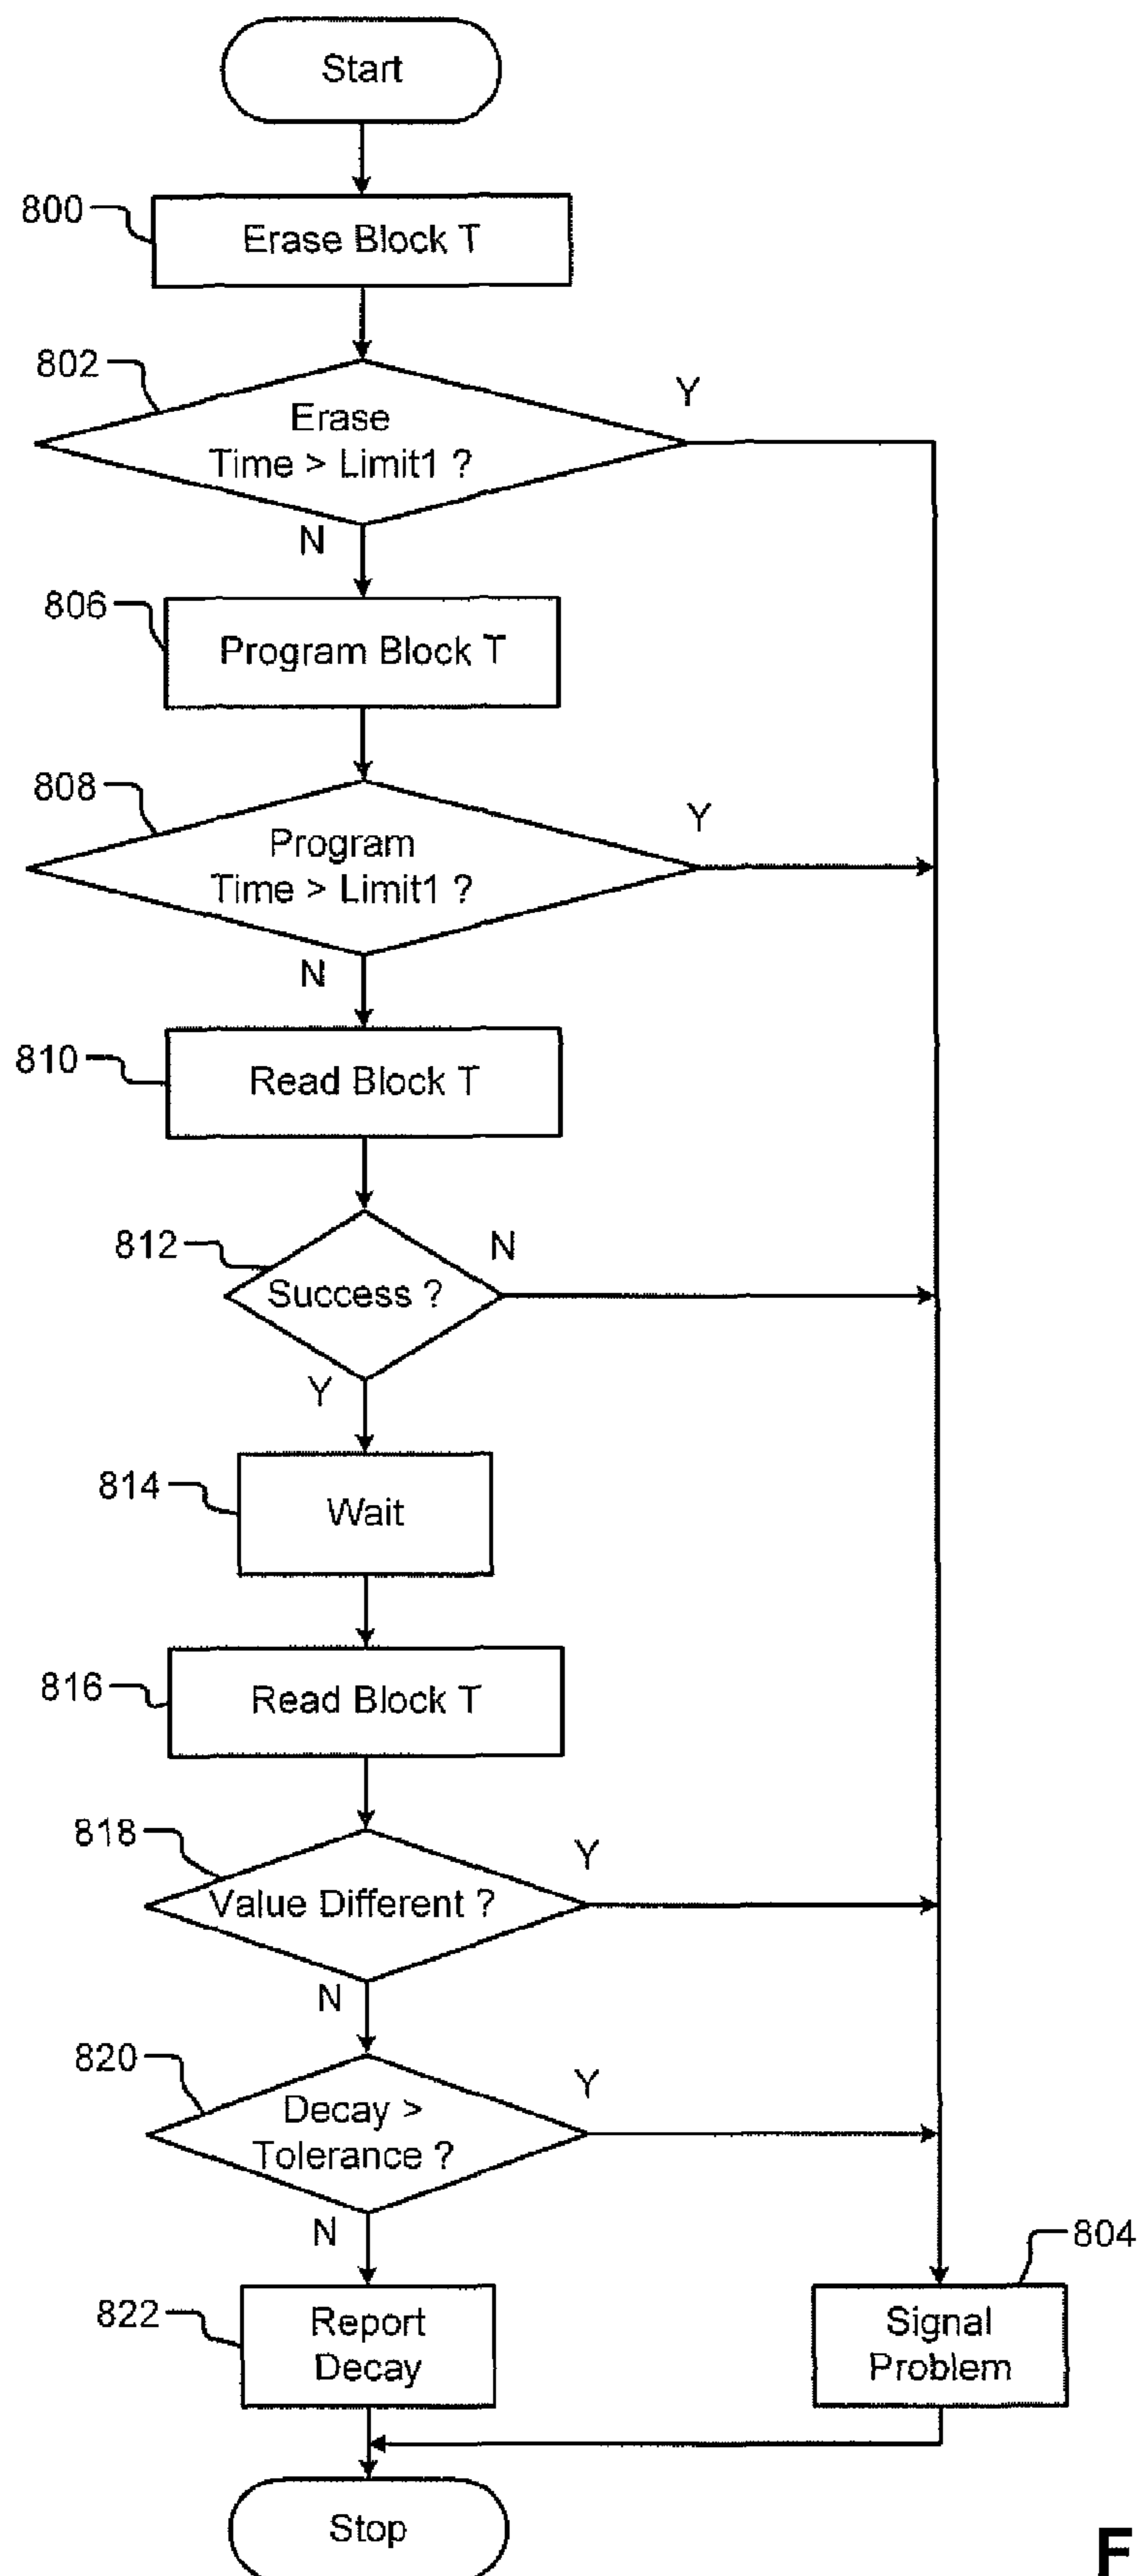 Start
800
Erase Block T
802
Erase
Time > Limit1 ?
Y
N
806
Program Block T
808
Program
Time > Limit1 ?
Y
N
810
Read Block T
812
Success ?
N
Y
814
Wait
816
Read Block T
818
Value Different ?
Y
N
820
Decay >
Tolerance ?
Y
N
822
Report
Decay
804
Signal
Problem
Stop
F